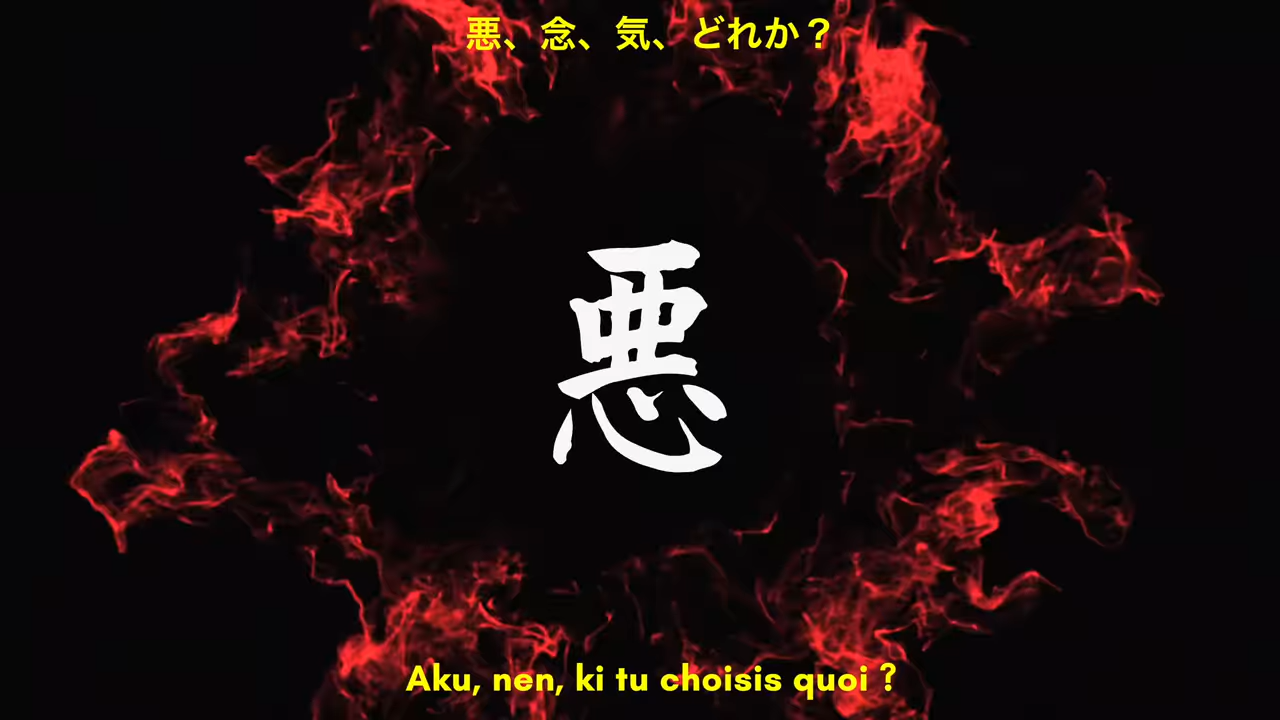 悪、念、気、どれか？
悪
Aku, nen, ki tu choisis quoi ?